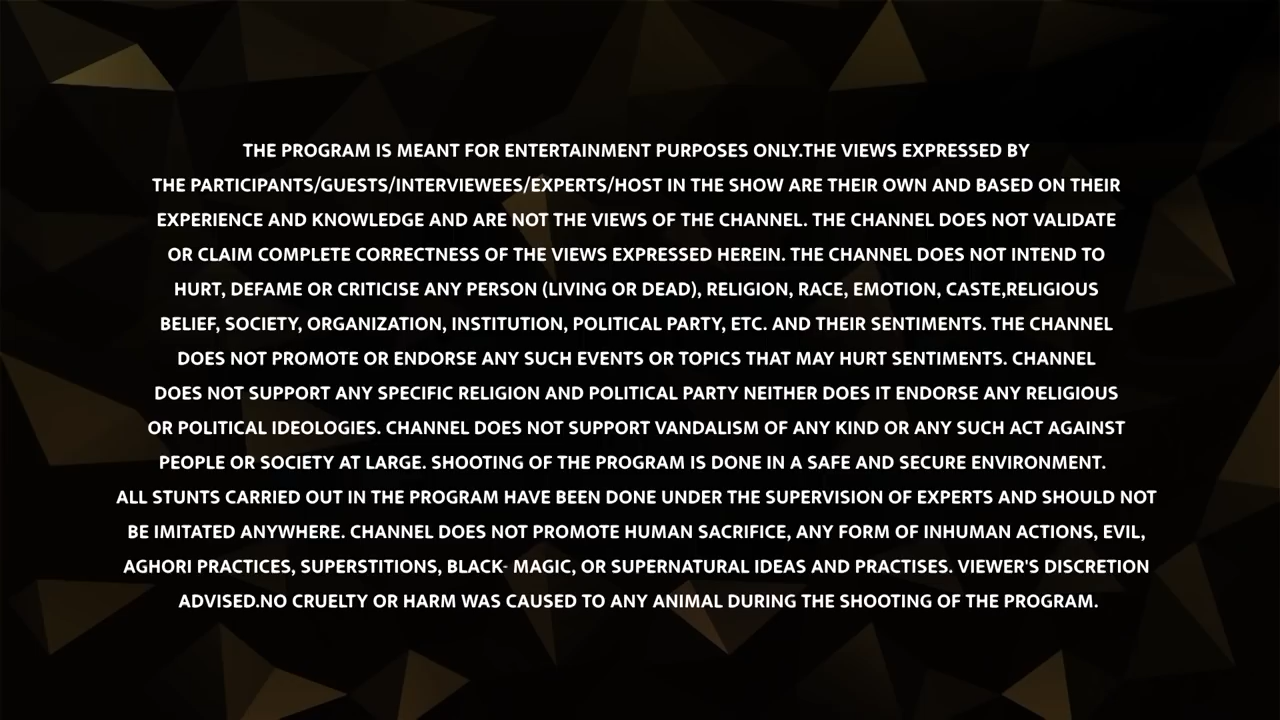 THE PROGRAM IS MEANT FOR ENTERTAINMENT PURPOSES ONLY.THE VIEWS EXPRESSED BY
THE PARTICIPANTS/GUESTS/INTERVIEWEES/EXPERTS/HOST IN THE SHOW ARE THEIR OWN AND BASED ON THEIR
EXPERIENCE AND KNOWLEDGE AND ARE NOT THE VIEWS OF THE CHANNEL. THE CHANNEL DOES NOT VALIDATE
OR CLAIM COMPLETE CORRECTNESS OF THE VIEWS EXPRESSED HEREIN. THE CHANNEL DOES NOT INTEND TO
HURT, DEFAME OR CRITICISE ANY PERSON (LIVING OR DEAD), RELIGION, RACE, EMOTION, CASTE,RELIGIOUS
BELIEF, SOCIETY, ORGANIZATION, INSTITUTION, POLITICAL PARTY, ETC. AND THEIR SENTIMENTS. THE CHANNEL
DOES NOT PROMOTE OR ENDORSE ANY SUCH EVENTS OR TOPICS THAT MAY HURT SENTIMENTS. CHANNEL
DOES NOT SUPPORT ANY SPECIFIC RELIGION AND POLITICAL PARTY NEITHER DOES IT ENDORSE ANY RELIGIOUS
OR POLITICAL IDEOLOGIES. CHANNEL DOES NOT SUPPORT VANDALISM OF ANY KIND OR ANY SUCH ACT AGAINST
PEOPLE OR SOCIETY AT LARGE. SHOOTING OF THE PROGRAM IS DONE IN A SAFE AND SECURE ENVIRONMENT.
ALL STUNTS CARRIED OUT IN THE PROGRAM HAVE BEEN DONE UNDER THE SUPERVISION OF EXPERTS AND SHOULD NOT
BE IMITATED ANYWHERE. CHANNEL DOES NOT PROMOTE HUMAN SACRIFICE, ANY FORM OF INHUMAN ACTIONS, EVIL,
AGHORI PRACTICES, SUPERSTITIONS, BLACK- MAGIC, OR SUPERNATURAL IDEAS AND PRACTISES. VIEWER'S DISCRETION
ADVISED.NO CRUELTY OR HARM WAS CAUSED TO ANY ANIMAL DURING THE SHOOTING OF THE PROGRAM.